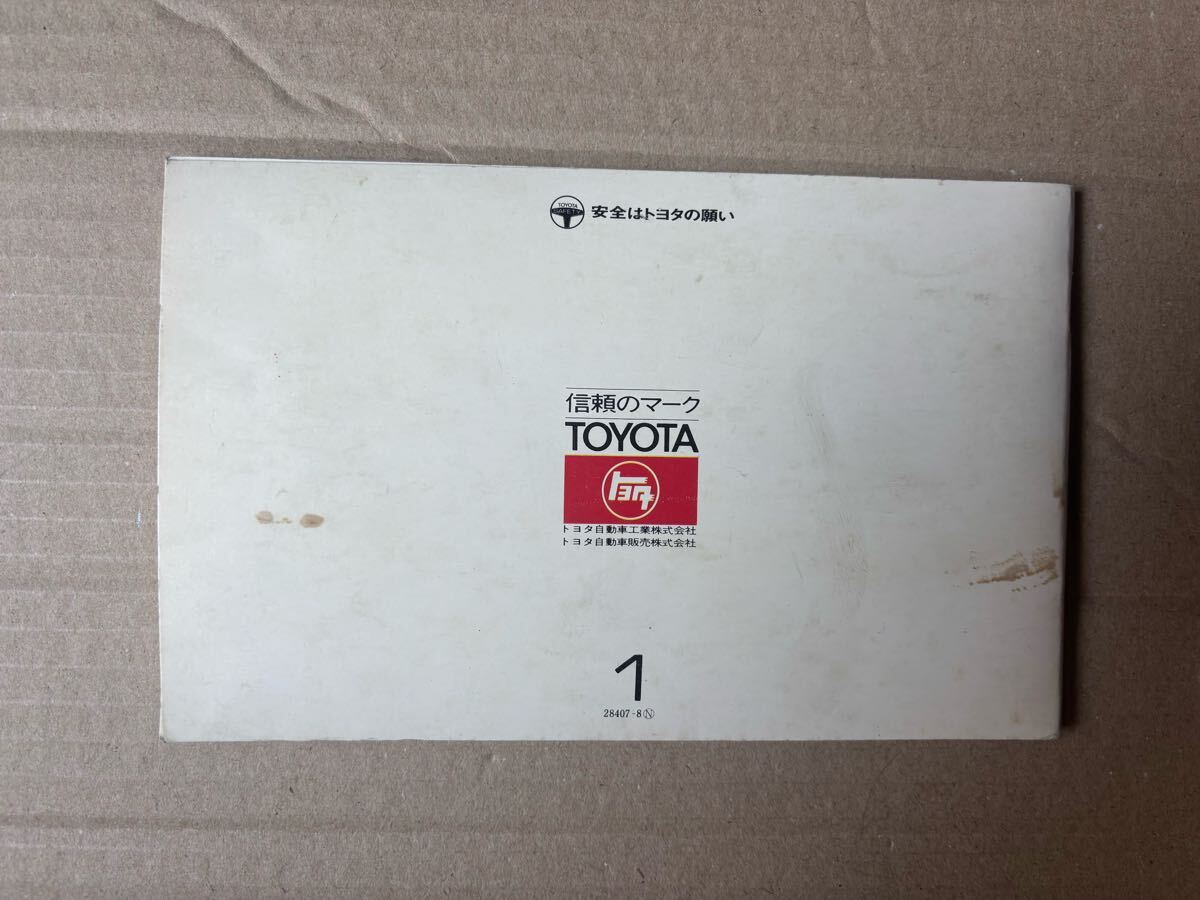 TOYOTA
SAFETY
安全はトヨタの願い
信頼のマーク
TOYOTA
トヨタ
トヨタ自動車工業株式会社
トヨタ自動車販売株式会社
1
28407-8Ⓝ